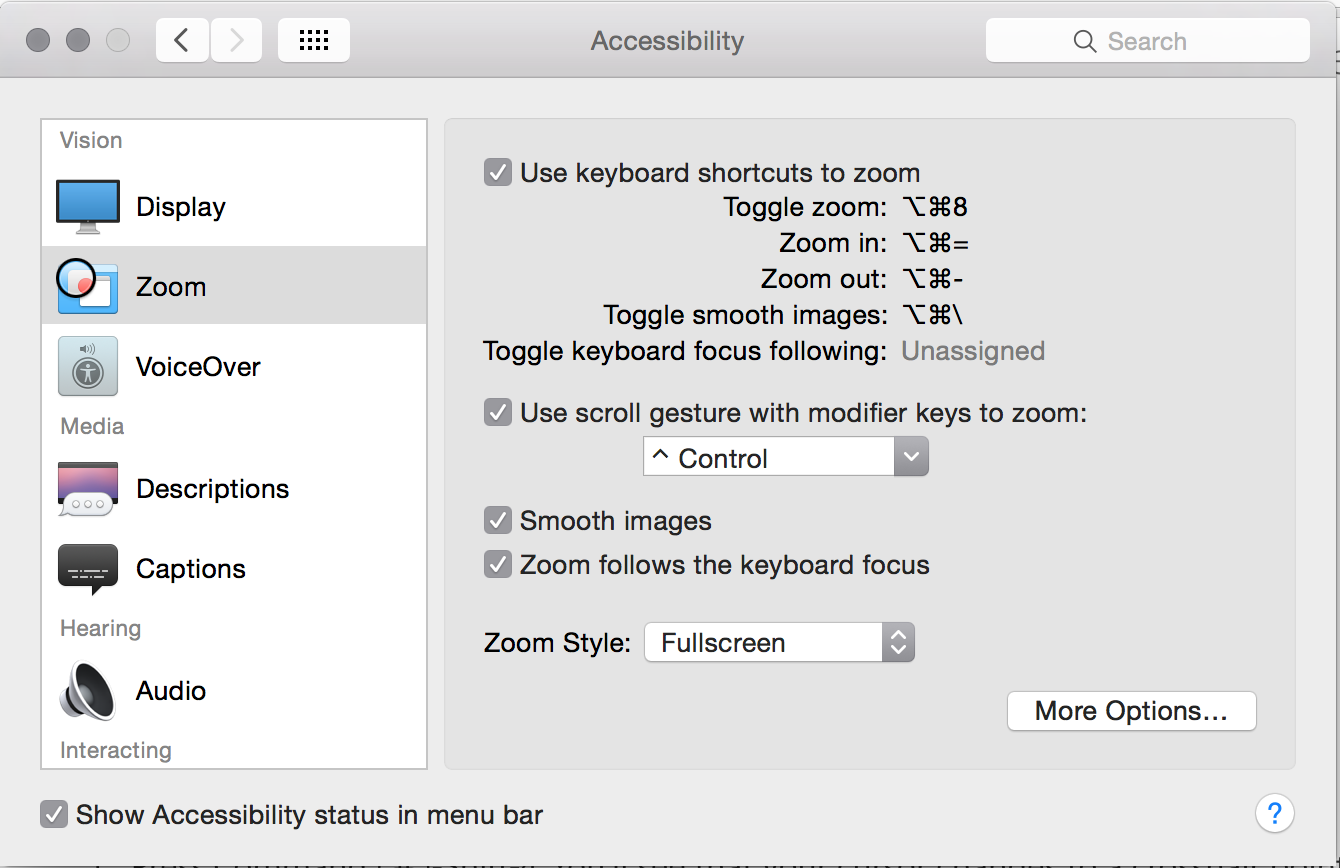 Accessibility
Search
Vision
Display
Zoom
VoiceOver
Media
Descriptions
Captions
Hearing
Audio
Interacting
Use keyboard shortcuts to zoom
Toggle zoom: ⌥⌘8
Zoom in: ⌥⌘=
Zoom out: ⌥⌘-
Toggle smooth images: ⌥⌘\
Toggle keyboard focus following: Unassigned
Use scroll gesture with modifier keys to zoom:
^ Control
Smooth images
Zoom follows the keyboard focus
Zoom Style: Fullscreen
More Options…
Show Accessibility status in menu bar
?